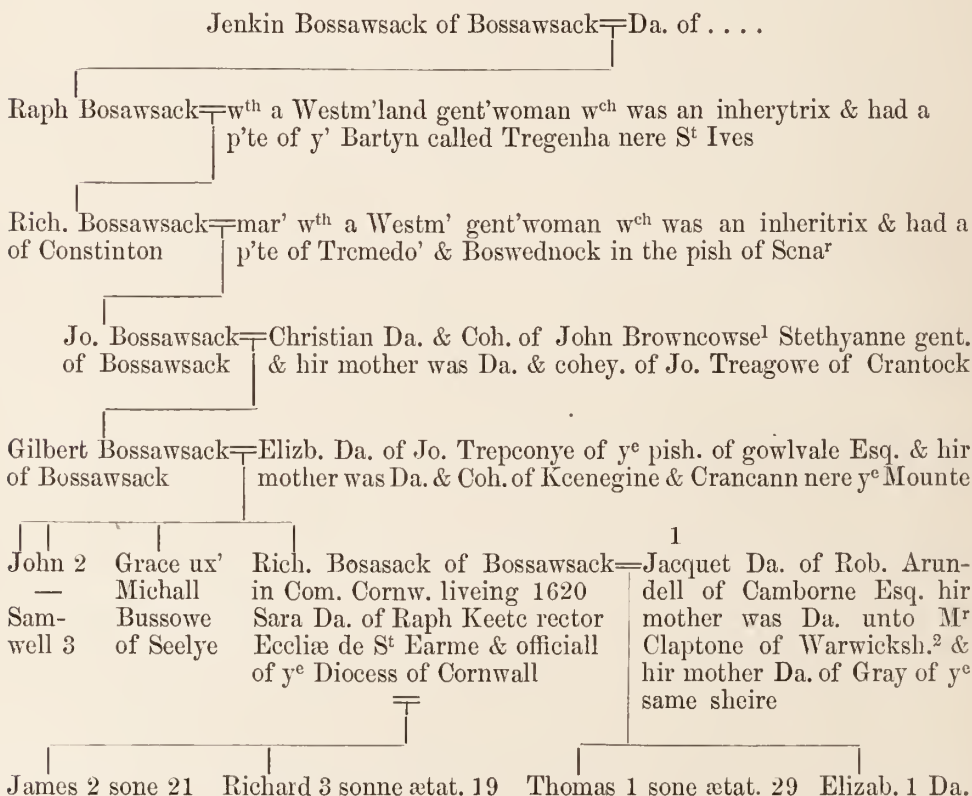 Jenkin Bossawsack of Bossawsack Da. of . . . .
Raph Bosawsack wth a Westm'land gent'woman wch was an inherytrix & had a
p'te of y' Bartyn called Tregenha nere St Ives
Rich. Bossawsack mar' wth a Westm' gent'woman wch was an inheritrix & had a
of Constinton p'te of Trcmedo' & Boswednock in the pish of Scnar
Jo. Bossawsack Christian Da. & Coh. of John Browncowse1 Stethyanne gent.
of Bossawsack & hir mother was Da. & cohey. of Jo. Treagowe of Crantock
Gilbert Bossawsack Elizb. Da. of Jo. Trepconye of ye pish. of gowlvale Esq. & hir
of Bossawsack mother was Da. & Coh. of Kcenegine & Crancann nere ye Mounte
John 2
—
Sam-
well 3
Grace ux'
Michall
Bussowe
of Seelye
Rich. Bosasack of Bossawsack
in Com. Cornw. liveing 1620
Sara Da. of Raph Keetc rector
Ecclîæ de St Earme & officiall
of ye Diocess of Cornwall
1
Jacquet Da. of Rob. Arun-
dell of Camborne Esq. hir
mother was Da. unto Mr
Claptone of Warwicksh.2 &
hir mother Da. of Gray of ye
same sheire
James 2 sone 21 Richard 3 sonne ætat. 19 Thomas 1 sone ætat. 29 Elizab. 1 Da.